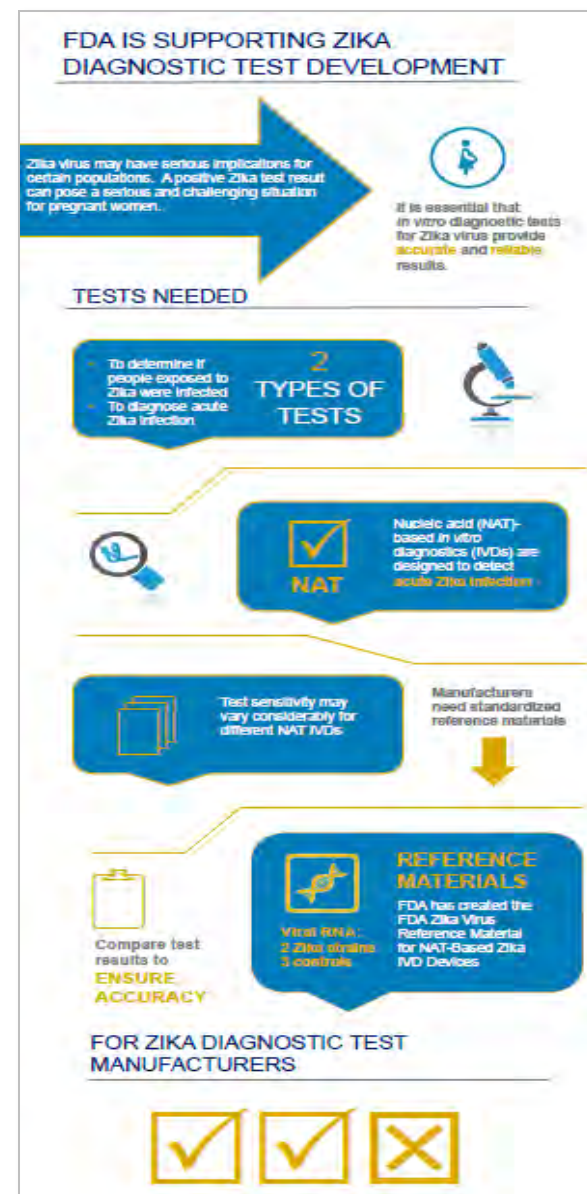 FDA IS SUPPORTING ZIKA
DIAGNOSTIC TEST DEVELOPMENT
Zika virus may have serious implications for
certain populations. A positive Zika test result
can pose a serious and challenging situation
for pregnant women.
It is essential that
in vitro diagnostic tests
for Zika virus provide
accurate and reliable
results.
TESTS NEEDED
To determine if
people exposed to
Zika were infected
To diagnose acute
Zika infection
2
TYPES OF
TESTS
NAT
Nucleic acid (NAT)-
based in vitro
diagnostics (IVDs) are
designed to detect
acute Zika infection
Test sensitivity may
vary considerably for
different NAT IVDs
Manufacturers
need standardized
reference materials
Compare test
results to
ENSURE
ACCURACY
Viral RNA:
2 Zika strains
3 controls
REFERENCE
MATERIALS
FDA has created the
FDA Zika Virus
Reference Material
for NAT-Based Zika
IVD Devices
FOR ZIKA DIAGNOSTIC TEST
MANUFACTURERS